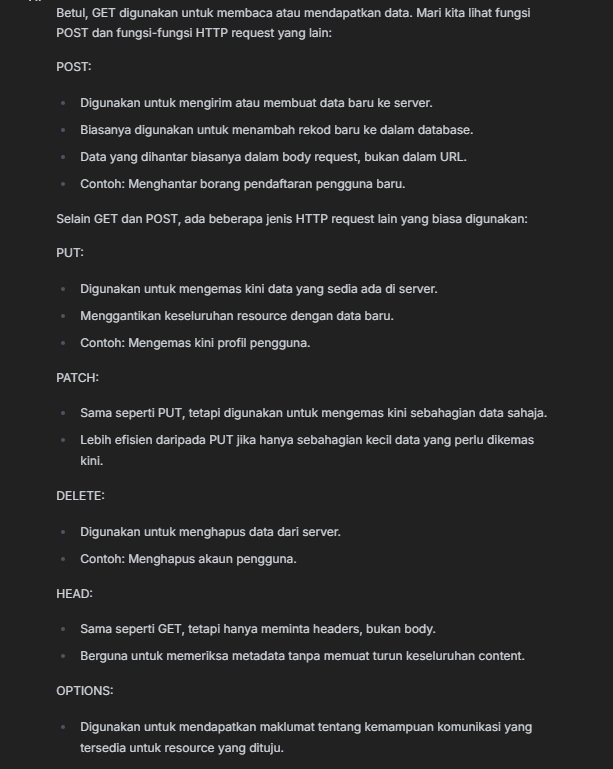 Betul, GET digunakan untuk membaca atau mendapatkan data. Mari kita lihat fungsi
POST dan fungsi-fungsi HTTP request yang lain:
POST:
Digunakan untuk mengirim atau membuat data baru ke server.
Biasanya digunakan untuk menambah rekod baru ke dalam database.
Data yang dihantar biasanya dalam body request, bukan dalam URL.
Contoh: Menghantar borang pendaftaran pengguna baru.
Selain GET dan POST, ada beberapa jenis HTTP request lain yang biasa digunakan:
PUT:
Digunakan untuk mengemas kini data yang sedia ada di server.
Menggantikan keseluruhan resource dengan data baru.
Contoh: Mengemas kini profil pengguna.
PATCH:
Sama seperti PUT, tetapi digunakan untuk mengemas kini sebahagian data sahaja.
Lebih efisien daripada PUT jika hanya sebahagian kecil data yang perlu dikemas
kini.
DELETE:
Digunakan untuk menghapus data dari server.
Contoh: Menghapus akaun pengguna.
HEAD:
Sama seperti GET, tetapi hanya meminta headers, bukan body.
Berguna untuk memeriksa metadata tanpa memuat turun keseluruhan content.
OPTIONS:
Digunakan untuk mendapatkan maklumat tentang kemampuan komunikasi yang
tersedia untuk resource yang dituju.